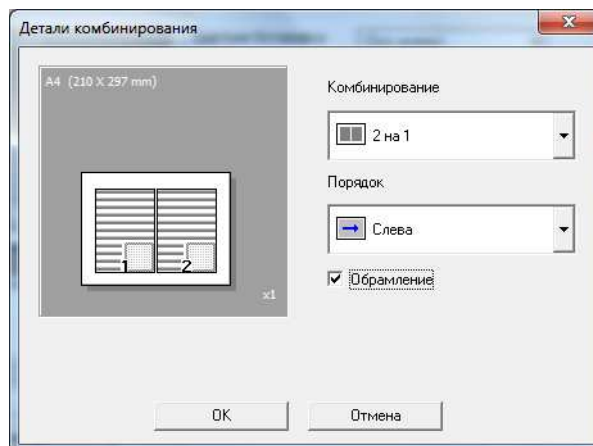 Детали комбинирования
A4 (210 X 297 mm)
1 2
x1
Комбинирование
2 на 1
Порядок
Слева
Обрамление
OK
Отмена